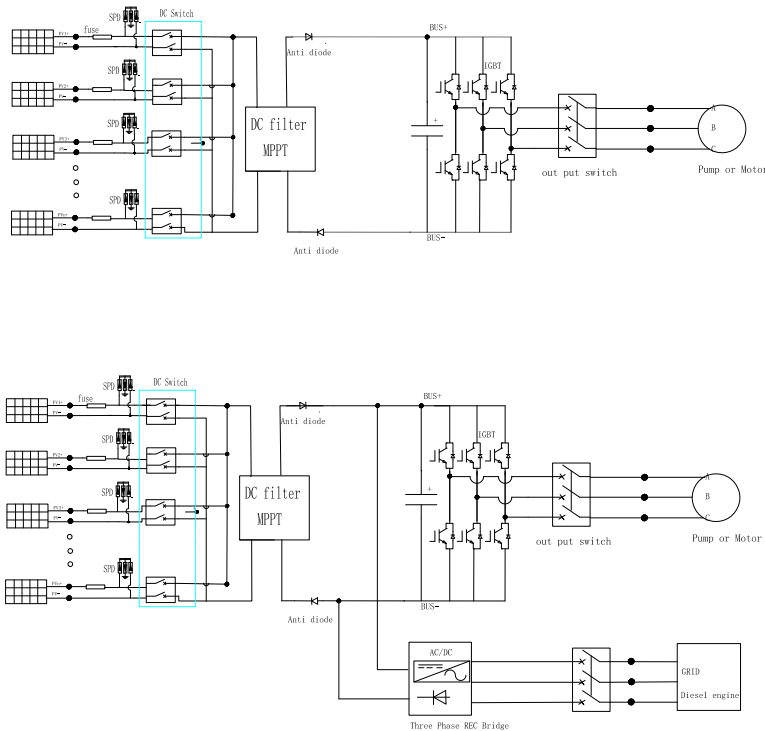 SPD
DC Switch
PV1+
fuse
PV-
BUS+
Anti diode
SPD
IGBT
PV2+
PV-
+
A
SPD
DC filter
MPPT
B
PV3+
PV-
C
out put switch
Pump or Motor
SPD
PVn+
PV-
BUS-
Anti diode
SPD
DC Switch
PV1+
fuse
PV-
BUS+
Anti diode
SPD
IGBT
PV2+
PV-
A
SPD
DC filter
MPPT
+
B
PV3+
PV-
C
out put switch
Pump or Motor
SPD
PVn+
PV-
BUS-
Anti diode
AC/DC
GRID
Diesel engine
Three Phase REC Bridge